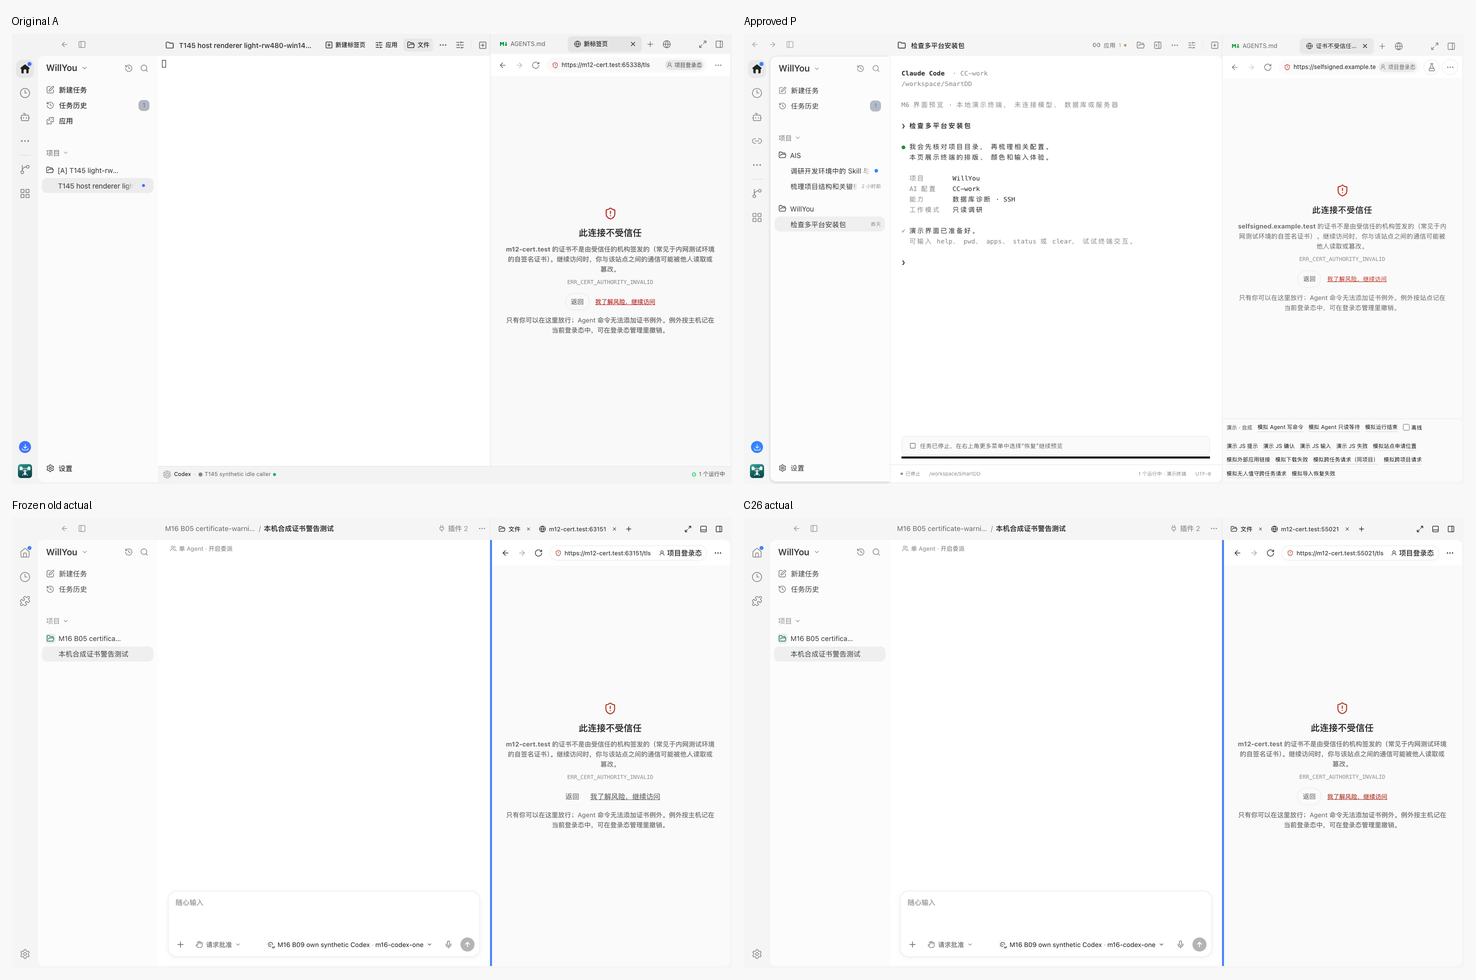 Original A
T145 host renderer light-rw480-win14...
新建标签页
应用
文件
AGENTS.md
新标签页
WillYou
https://m12-cert.test:65338/tls
项目登录态
新建任务
任务历史
应用
项目
[A] T145 light-rw...
T145 host renderer lig
此连接不受信任
m12-cert.test 的证书不是由受信任的机构签发的（常见于内网测试环境
的自签名证书）。继续访问时，你与该站点之间的通信可能被他人读取或
篡改。
ERR_CERT_AUTHORITY_INVALID
返回
我了解风险，继续访问
只有你可以在这里放行；Agent 命令无法添加证书例外。例外按主机记在
当前登录态中，可在登录态管理里撤销。
设置
Codex · T145 synthetic idle caller
1 个运行中
Approved P
检查多平台安装包
应用 1
AGENTS.md
证书不受信任...
WillYou
https://selfsigned.example.te
项目登录态
新建任务
任务历史
项目
AIS
调研开发环境中的 Skill
梳理项目结构和关键
2 小时前
WillYou
检查多平台安装包
昨天
Claude Code · CC-work
/workspace/SmartDD
M6 界面预览 · 本地演示终端，未连接模型、数据库或服务器
❯ 检查多平台安装包
我会先核对项目目录，再梳理相关配置。
本页展示终端的排版、颜色和输入体验。
项目 WillYou
AI 配置 CC-work
能力 数据库诊断 · SSH
工作模式 只读调研
✓ 演示界面已准备好。
可输入 help、pwd、apps、status 或 clear，试试终端交互。
❯
此连接不受信任
selfsigned.example.test 的证书不是由受信任的机构签发的（常见于内
网测试环境的自签名证书）。继续访问时，你与该站点之间的通信可能被
他人读取或篡改。
ERR_CERT_AUTHORITY_INVALID
返回
我了解风险，继续访问
只有你可以在这里放行；Agent 命令无法添加证书例外。例外按站点记在
当前登录态中，可在登录态管理里撤销。
任务已停止，在右上角更多菜单中选择“恢复”继续预览
演示 · 合成 模拟 Agent 写命令 模拟 Agent 只读等待 模拟运行结束 离线
演示 JS 提示 演示 JS 确认 演示 JS 输入 演示 JS 失败 模拟站点申请位置
模拟外部应用链接 模拟下载失败 模拟跨任务请求（同项目） 模拟跨项目请求
模拟无人值守跨任务请求 模拟导入恢复失败
设置
已停止 /workspace/SmartDD
1 个运行中 · 演示终端 UTF-8
Frozen old actual
M16 B05 certificate-warni... / 本机合成证书警告测试
插件 2
文件
m12-cert.test:63151
WillYou
单 Agent · 开启委派
https://m12-cert.test:63151/tls
项目登录态
新建任务
任务历史
项目
M16 B05 certifica...
本机合成证书警告测试
此连接不受信任
m12-cert.test 的证书不是由受信任的机构签发的（常见于内网测试环境
的自签名证书）。继续访问时，你与该站点之间的通信可能被他人读取或
篡改。
ERR_CERT_AUTHORITY_INVALID
返回
我了解风险，继续访问
只有你可以在这里放行；Agent 命令无法添加证书例外。例外按主机记在
当前登录态中，可在登录态管理里撤销。
随心输入
请求批准
M16 B09 own synthetic Codex · m16-codex-one
C26 actual
M16 B05 certificate-warni... / 本机合成证书警告测试
插件 2
文件
m12-cert.test:55021
WillYou
单 Agent · 开启委派
https://m12-cert.test:55021/tls
项目登录态
新建任务
任务历史
项目
M16 B05 certifica...
本机合成证书警告测试
此连接不受信任
m12-cert.test 的证书不是由受信任的机构签发的（常见于内网测试环境
的自签名证书）。继续访问时，你与该站点之间的通信可能被他人读取或
篡改。
ERR_CERT_AUTHORITY_INVALID
返回
我了解风险，继续访问
只有你可以在这里放行；Agent 命令无法添加证书例外。例外按主机记在
当前登录态中，可在登录态管理里撤销。
随心输入
请求批准
M16 B09 own synthetic Codex · m16-codex-one